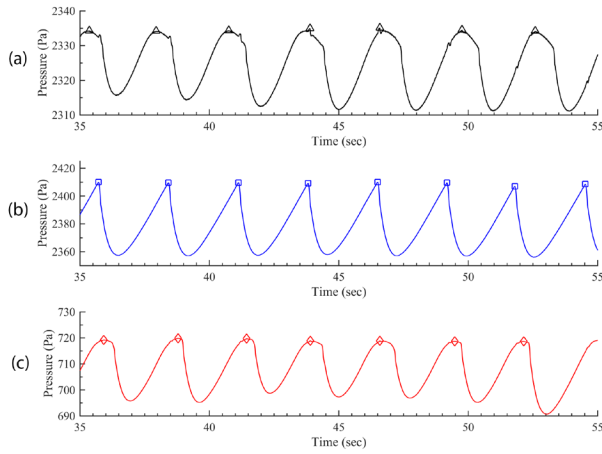 (a)
Pressure (Pa)
2340
2330
2320
2310
35 40 45 50 55
Time (sec)
(b)
Pressure (Pa)
2420
2400
2380
2360
35 40 45 50 55
Time (sec)
(c)
Pressure (Pa)
730
720
710
700
690
35 40 45 50 55
Time (sec)